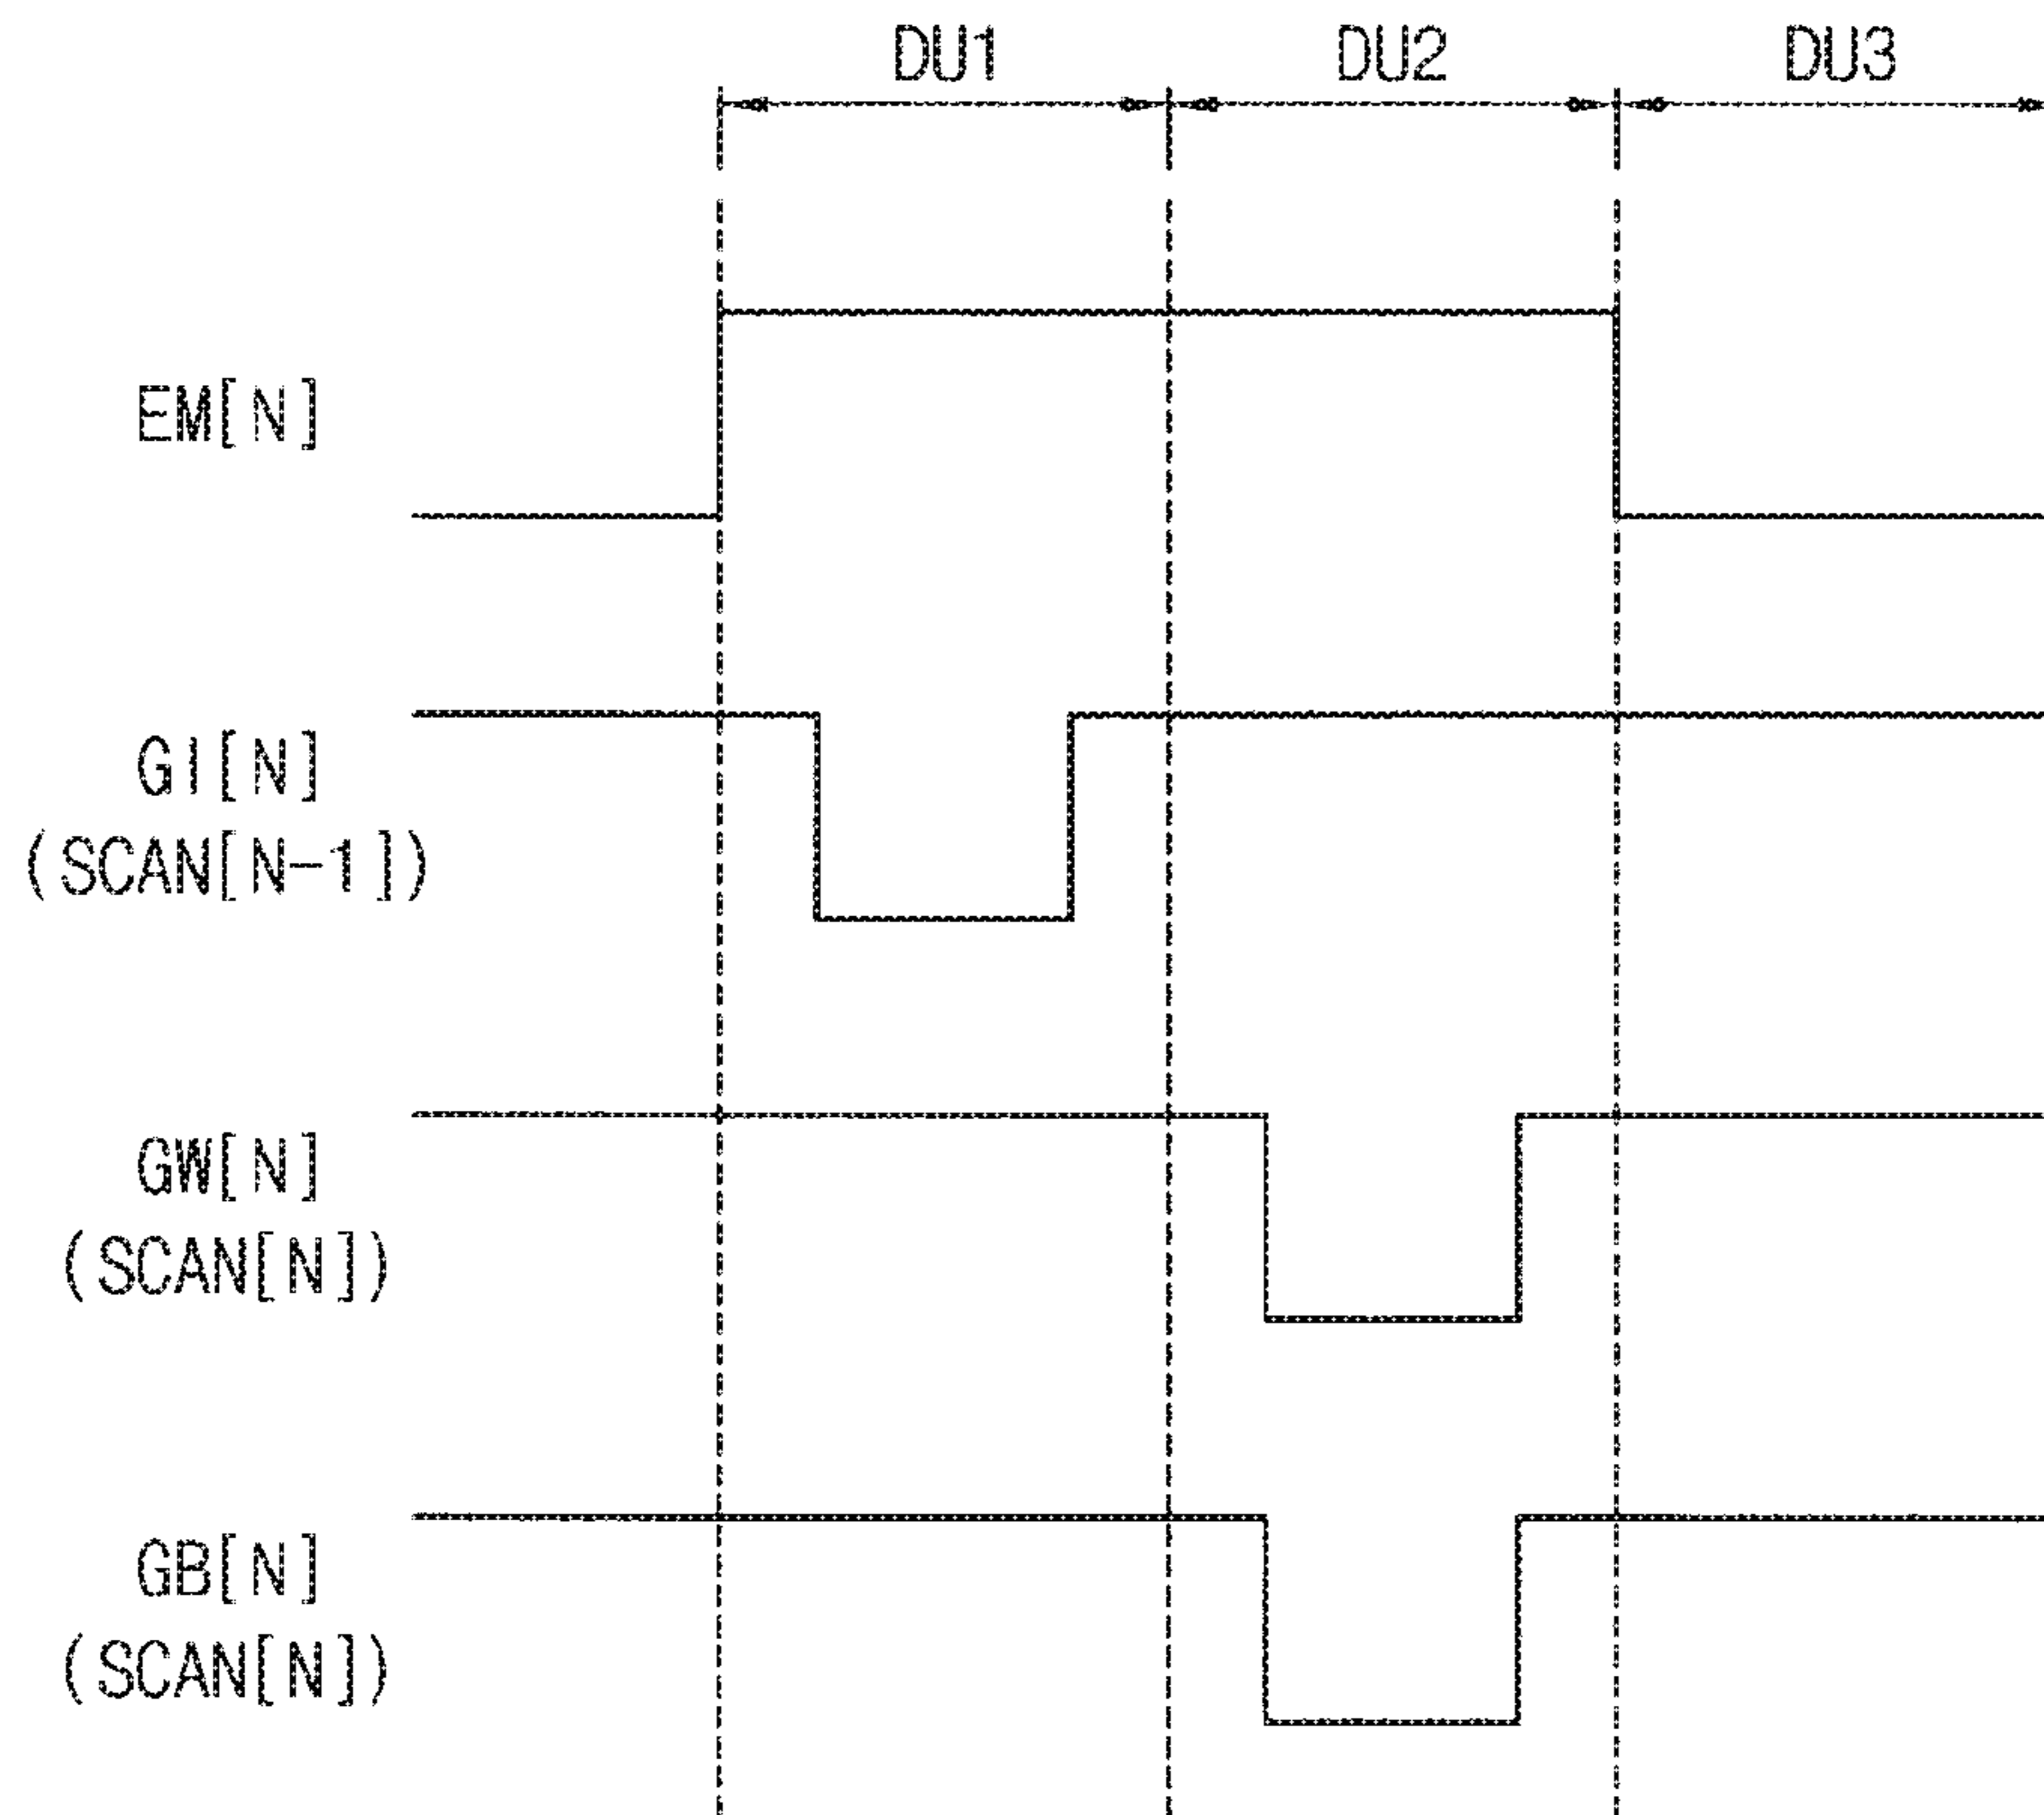 DU1 DU2 DU3
EM[N]
GI[N]
(SCAN[N-1])
GW[N]
(SCAN[N])
GB[N]
(SCAN[N])